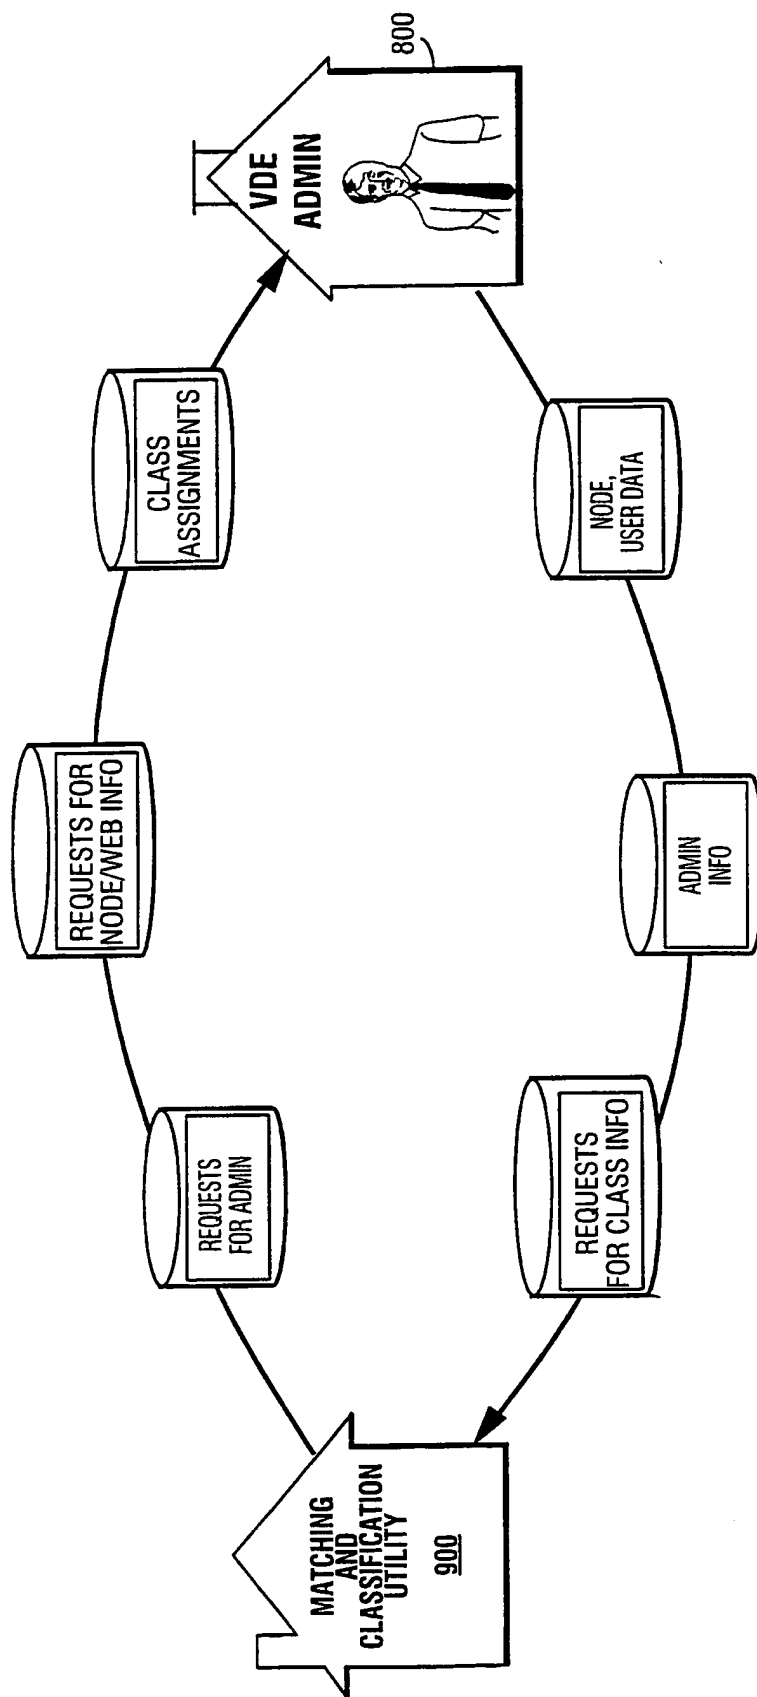 REQUESTS FOR
NODE/WEB INFO
REQUESTS
FOR ADMIN
CLASS
ASSIGNMENTS
MATCHING
AND
CLASSIFICATION
UTILITY
900
VDE
ADMIN
800
REQUESTS
FOR CLASS INFO
ADMIN
INFO
NODE,
USER DATA